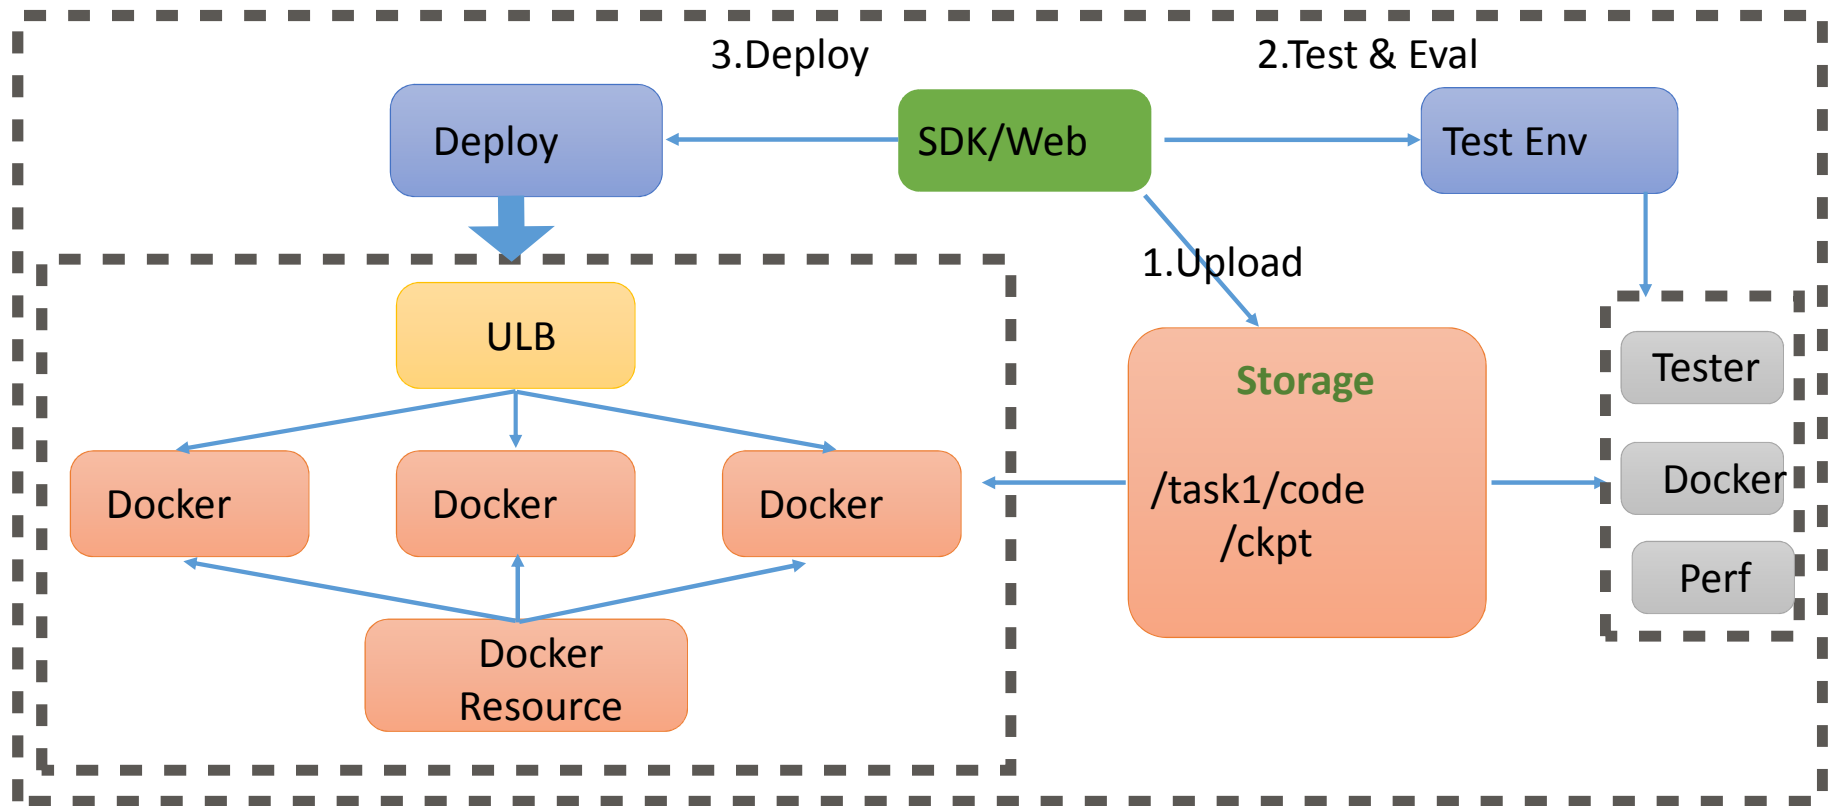 3.Deploy
2.Test & Eval
Deploy
SDK/Web
Test Env
1.Upload
ULB
Storage
Tester
Docker
Docker
Docker
/task1/code
/ckpt
Docker
Perf
Docker
Resource